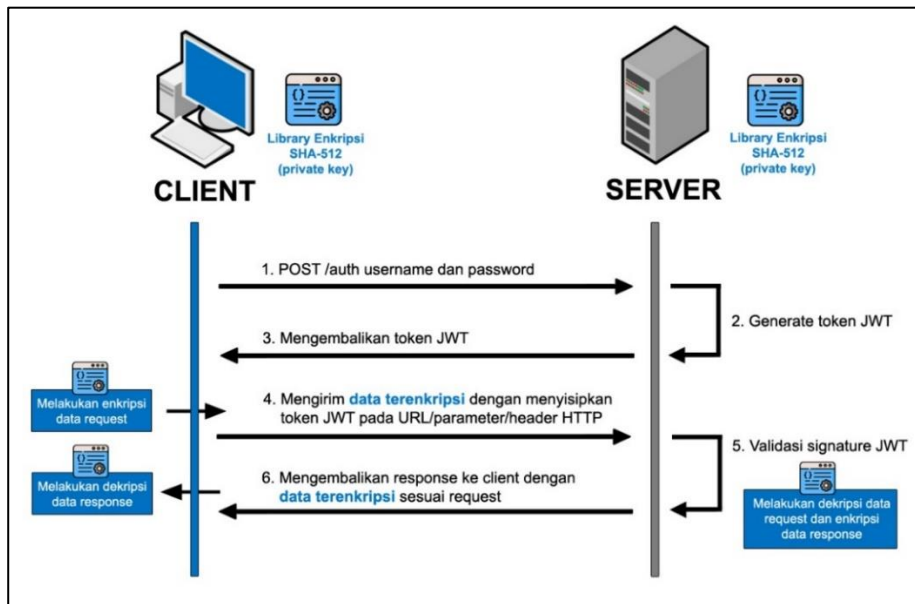 Library Enkripsi
SHA-512
(private key)
CLIENT
Library Enkripsi
SHA-512
(private key)
SERVER
1. POST /auth username dan password
2. Generate token JWT
3. Mengembalikan token JWT
Melakukan enkripsi
data request
4. Mengirim data terenkripsi dengan menyisipkan
token JWT pada URL/parameter/header HTTP
5. Validasi signature JWT
Melakukan dekripsi
data response
6. Mengembalikan response ke client dengan
data terenkripsi sesuai request
Melakukan dekripsi data
request dan enkripsi
data response